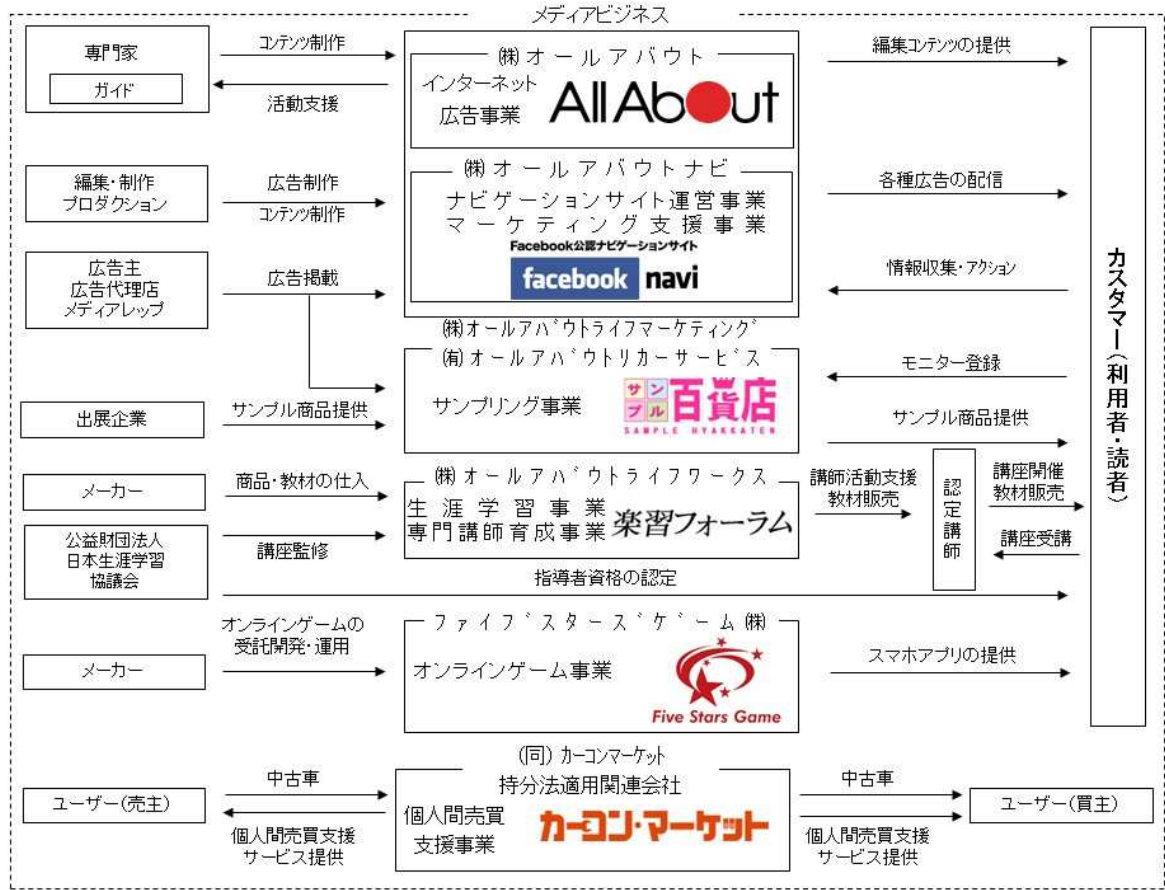 メディアビジネス
専門家
ガイド
コンテンツ制作
活動支援
㈱オールアバウト
インターネット
広告事業
AllAbout
編集コンテンツの提供
編集・制作
プロダクション
広告制作
コンテンツ制作
㈱オールアバウトナビ
ナビゲーションサイト運営事業
マーケティング支援事業
Facebook公認ナビゲーションサイト
facebook navi
各種広告の配信
広告主
広告代理店
メディアレップ
広告掲載
情報収集・アクション
カスタマー(利用者・読者)
㈱オールアバウトライフマーケティング
㈲オールアバウトリカーサービス
サンプリング事業
サンプル百貨店
SAMPLE HYAKKATEN
モニター登録
出展企業
サンプル商品提供
サンプル商品提供
メーカー
商品・教材の仕入
㈱オールアバウトライフワークス
生涯学習事業
専門講師育成事業
楽習フォーラム
講師活動支援
教材販売
認定講師
講座開催
教材販売
講座受講
公益財団法人
日本生涯学習
協議会
講座監修
指導者資格の認定
メーカー
オンラインゲームの
受託開発・運用
ファイブスターズゲーム㈱
オンラインゲーム事業
Five Stars Game
スマホアプリの提供
ユーザー(売主)
中古車
個人間売買支援
サービス提供
(同)カーコンマーケット
持分法適用関連会社
個人間売買
支援事業
カーコン・マーケット
中古車
個人間売買支援
サービス提供
ユーザー(買主)